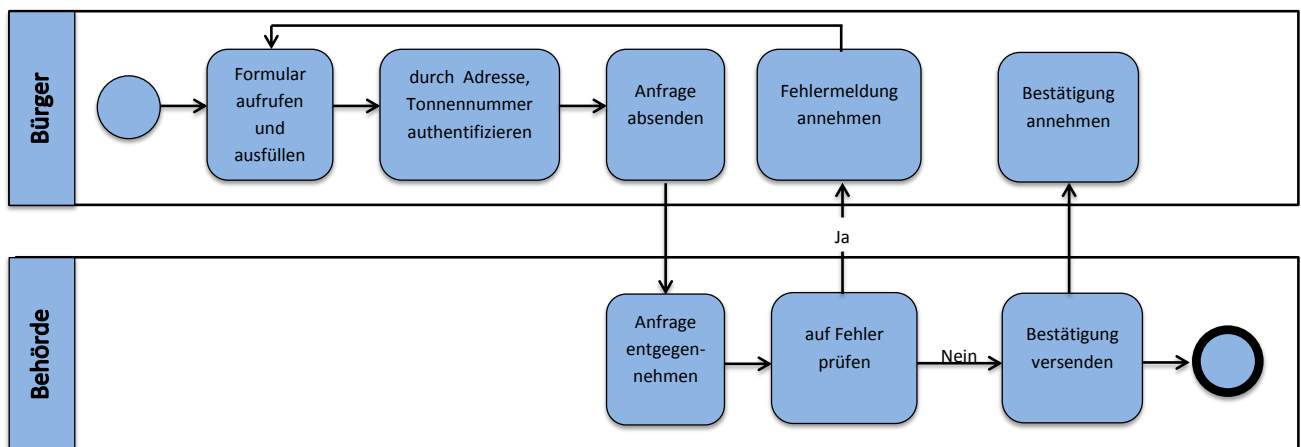 Bürger
Formular
aufrufen
und
ausfüllen
durch Adresse,
Tonnennummer
authentifizieren
Anfrage
absenden
Fehlermeldung
annehmen
Bestätigung
annehmen
Ja
Behörde
Anfrage
entgegen-
nehmen
auf Fehler
prüfen
Nein
Bestätigung
versenden